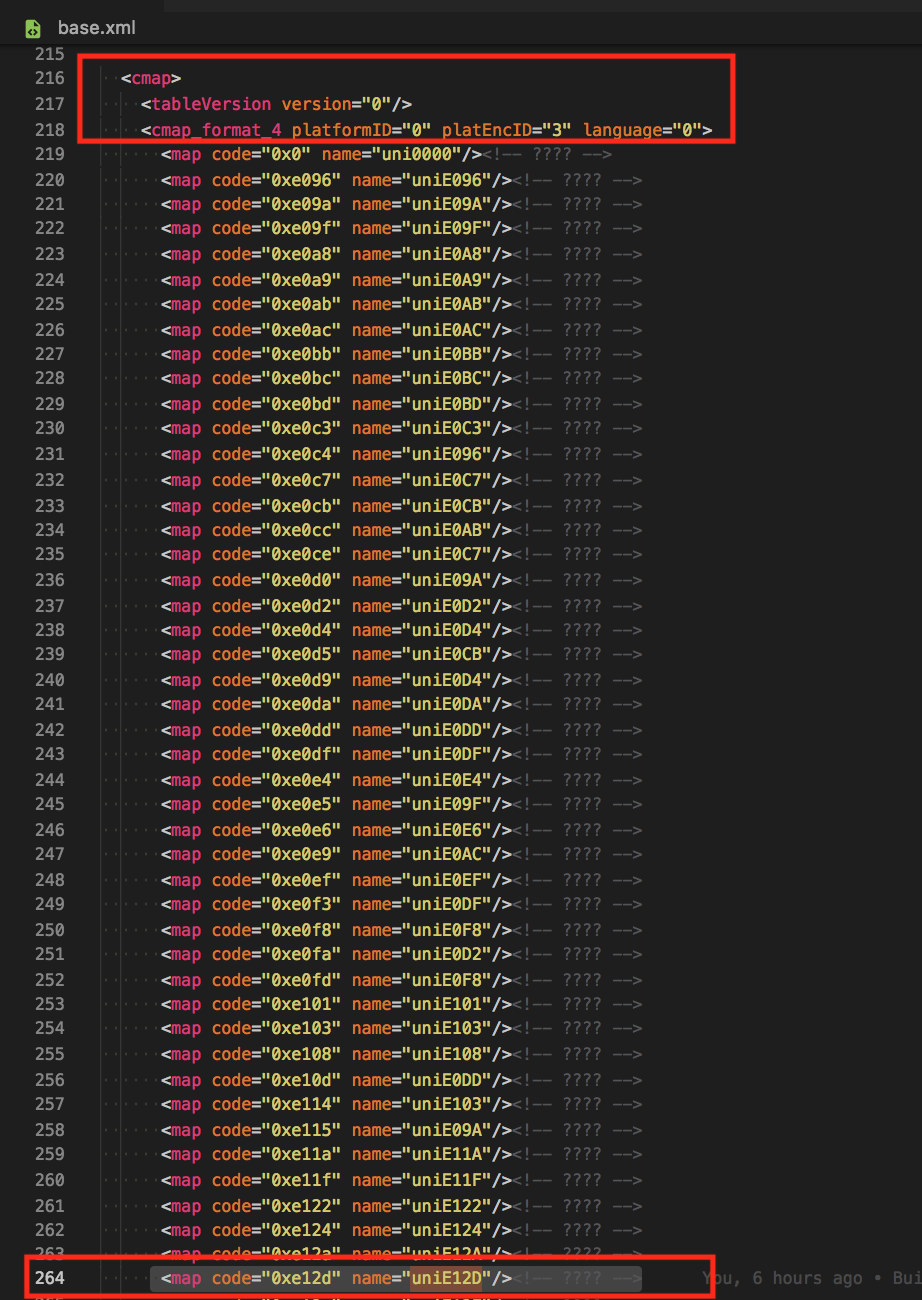 base.xml
215
216 <cmap>
217 <tableVersion version="0"/>
218 <cmap_format_4 platformID="0" platEncID="3" language="0">
219 <map code="0x0" name="uni0000"/><!-- ???? -->
220 <map code="0xe096" name="uniE096"/><!-- ???? -->
221 <map code="0xe09a" name="uniE09A"/><!-- ???? -->
222 <map code="0xe09f" name="uniE09F"/><!-- ???? -->
223 <map code="0xe0a8" name="uniE0A8"/><!-- ???? -->
224 <map code="0xe0a9" name="uniE0A9"/><!-- ???? -->
225 <map code="0xe0ab" name="uniE0AB"/><!-- ???? -->
226 <map code="0xe0ac" name="uniE0AC"/><!-- ???? -->
227 <map code="0xe0bb" name="uniE0BB"/><!-- ???? -->
228 <map code="0xe0bc" name="uniE0BC"/><!-- ???? -->
229 <map code="0xe0bd" name="uniE0BD"/><!-- ???? -->
230 <map code="0xe0c3" name="uniE0C3"/><!-- ???? -->
231 <map code="0xe0c4" name="uniE096"/><!-- ???? -->
232 <map code="0xe0c7" name="uniE0C7"/><!-- ???? -->
233 <map code="0xe0cb" name="uniE0CB"/><!-- ???? -->
234 <map code="0xe0cc" name="uniE0AB"/><!-- ???? -->
235 <map code="0xe0ce" name="uniE0C7"/><!-- ???? -->
236 <map code="0xe0d0" name="uniE09A"/><!-- ???? -->
237 <map code="0xe0d2" name="uniE0D2"/><!-- ???? -->
238 <map code="0xe0d4" name="uniE0D4"/><!-- ???? -->
239 <map code="0xe0d5" name="uniE0CB"/><!-- ???? -->
240 <map code="0xe0d9" name="uniE0D4"/><!-- ???? -->
241 <map code="0xe0da" name="uniE0DA"/><!-- ???? -->
242 <map code="0xe0dd" name="uniE0DD"/><!-- ???? -->
243 <map code="0xe0df" name="uniE0DF"/><!-- ???? -->
244 <map code="0xe0e4" name="uniE0E4"/><!-- ???? -->
245 <map code="0xe0e5" name="uniE09F"/><!-- ???? -->
246 <map code="0xe0e6" name="uniE0E6"/><!-- ???? -->
247 <map code="0xe0e9" name="uniE0AC"/><!-- ???? -->
248 <map code="0xe0ef" name="uniE0EF"/><!-- ???? -->
249 <map code="0xe0f3" name="uniE0DF"/><!-- ???? -->
250 <map code="0xe0f8" name="uniE0F8"/><!-- ???? -->
251 <map code="0xe0fa" name="uniE0D2"/><!-- ???? -->
252 <map code="0xe0fd" name="uniE0F8"/><!-- ???? -->
253 <map code="0xe101" name="uniE101"/><!-- ???? -->
254 <map code="0xe103" name="uniE103"/><!-- ???? -->
255 <map code="0xe108" name="uniE108"/><!-- ???? -->
256 <map code="0xe10d" name="uniE0DD"/><!-- ???? -->
257 <map code="0xe114" name="uniE103"/><!-- ???? -->
258 <map code="0xe115" name="uniE09A"/><!-- ???? -->
259 <map code="0xe11a" name="uniE11A"/><!-- ???? -->
260 <map code="0xe11f" name="uniE11F"/><!-- ???? -->
261 <map code="0xe122" name="uniE122"/><!-- ???? -->
262 <map code="0xe124" name="uniE124"/><!-- ???? -->
263 <map code="0xe12a" name="uniE12A"/><!-- ???? -->
264 <map code="0xe12d" name="uniE12D"/><!-- ???? --> You, 6 hours ago • Bui